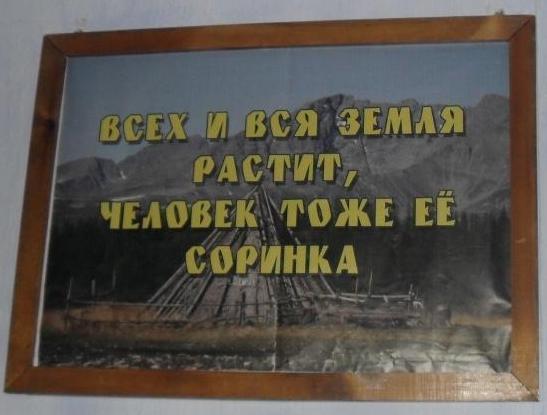 ВСЕХ И ВСЯ ЗЕМЛЯ
РАСТИТ,
ЧЕЛОВЕК ТОЖЕ ЕЁ
СОРИНКА